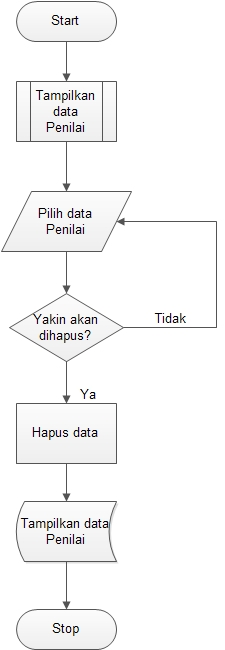 Start
Tampilkan
data
Penilai
Pilih data
Penilai
Yakin akan
dihapus?
Tidak
Ya
Hapus data
Tampilkan data
Penilai
Stop